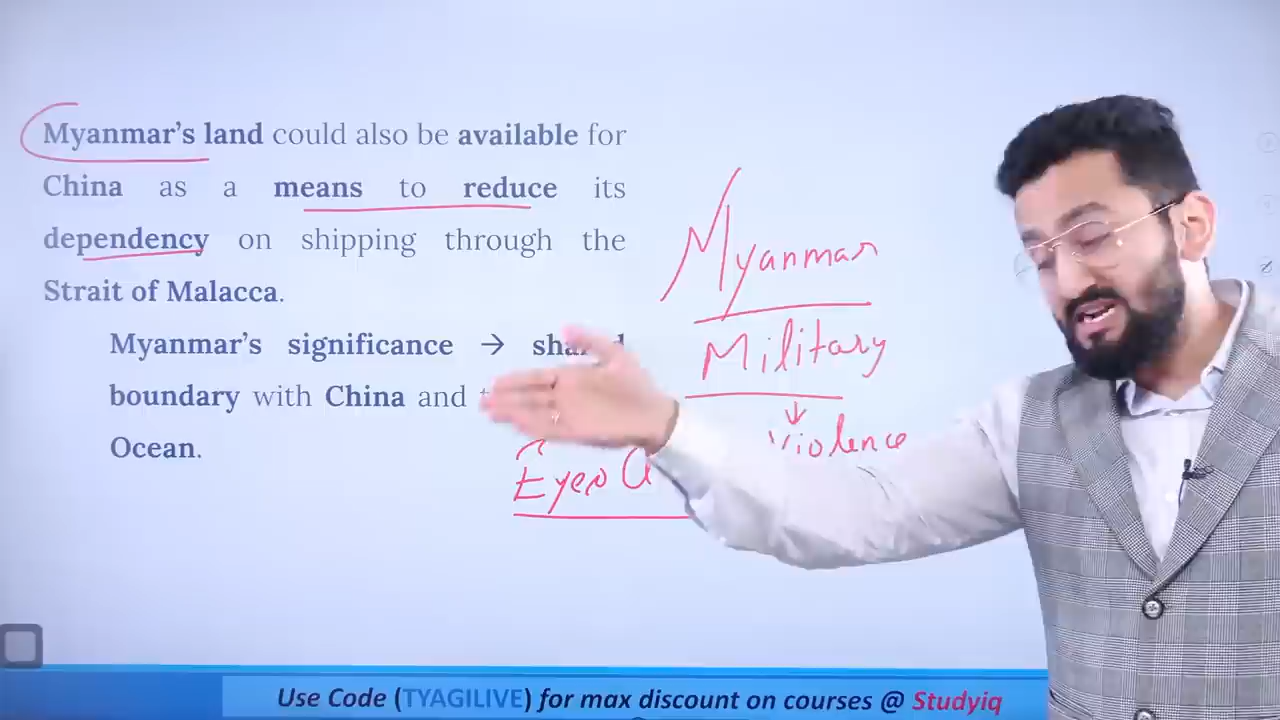 Myanmar's land could also be available for
China as a means to reduce its
dependency on shipping through the
Strait of Malacca.
Myanmar's significance → shared
boundary with China and
Ocean.
Myanmar
Military
↓
violence
Eyes
Use Code (TYAGILIVE) for max discount on courses @ Studyiq